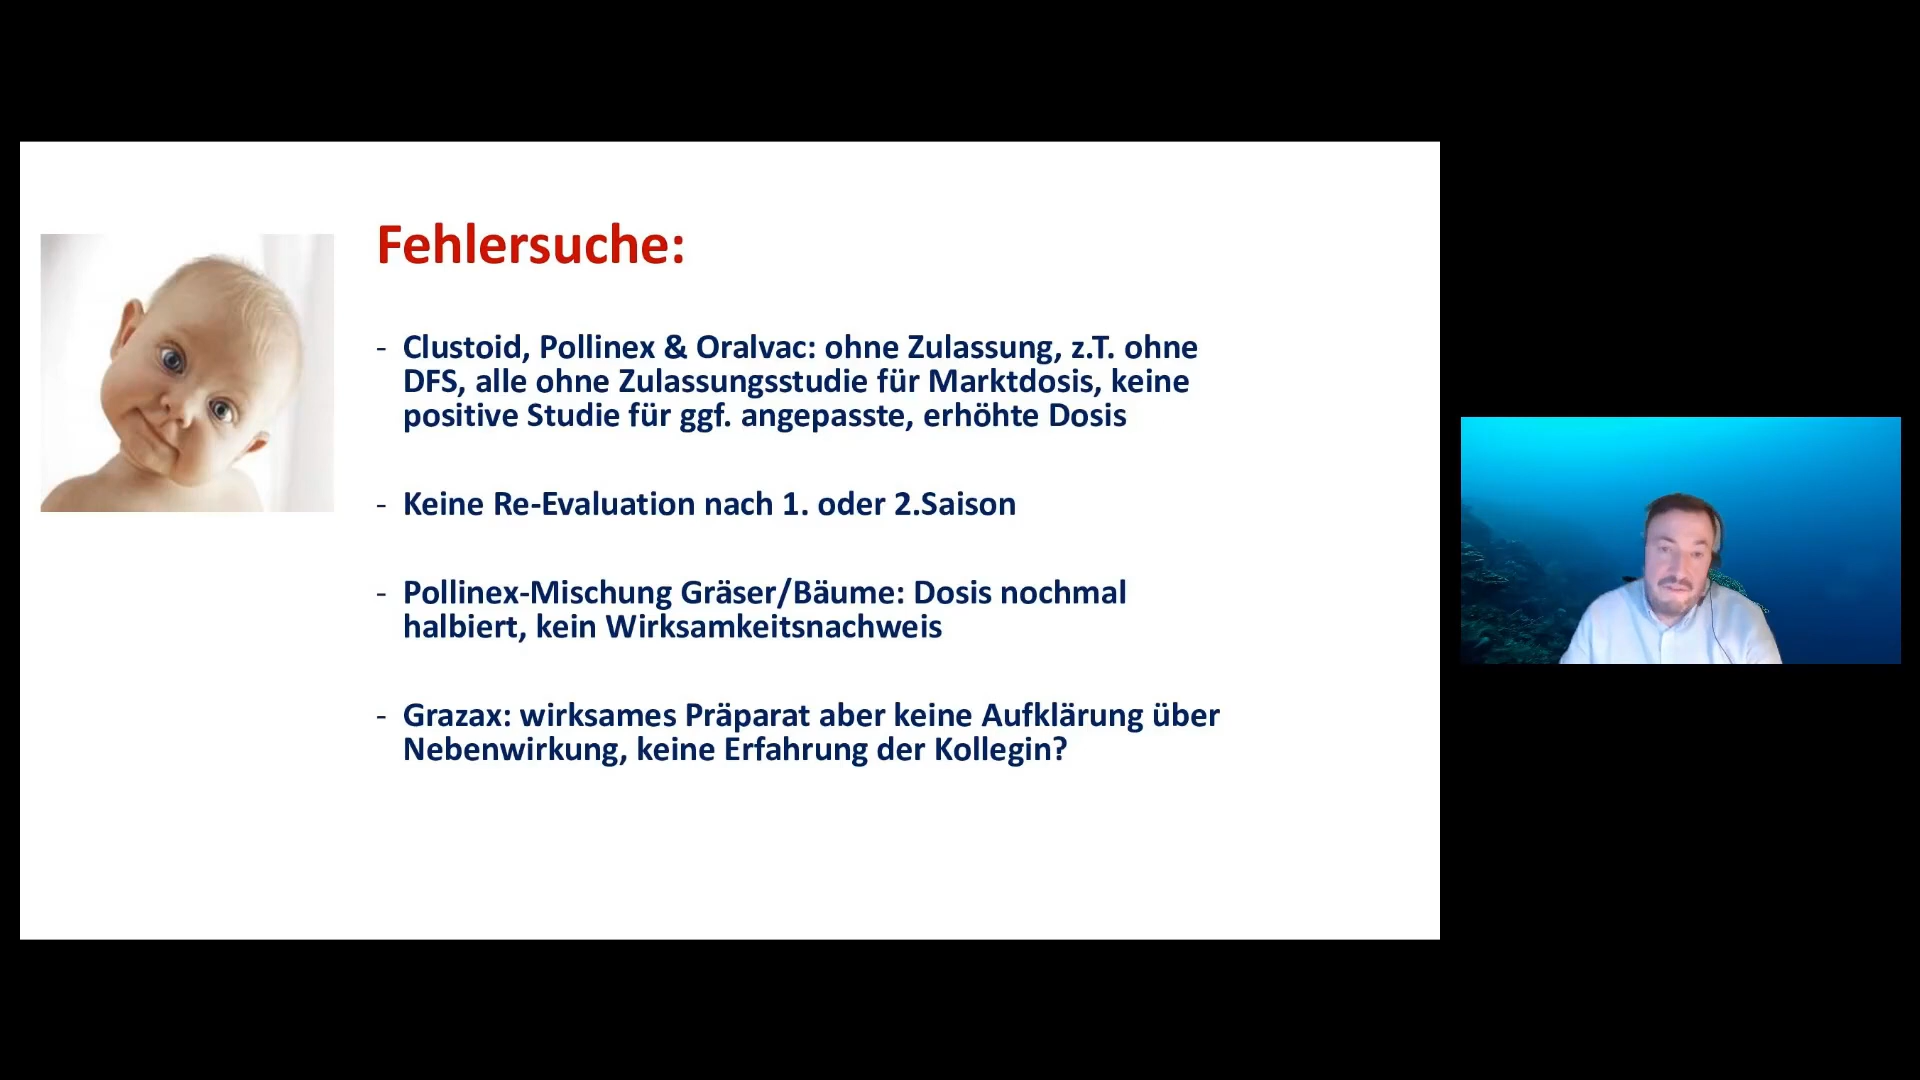 Fehlersuche:
- Clustoid, Pollinex & Oralvac: ohne Zulassung, z.T. ohne
DFS, alle ohne Zulassungsstudie für Marktdosis, keine
positive Studie für ggf. angepasste, erhöhte Dosis
- Keine Re-Evaluation nach 1. oder 2.Saison
- Pollinex-Mischung Gräser/Bäume: Dosis nochmal
halbiert, kein Wirksamkeitsnachweis
- Grazax: wirksames Präparat aber keine Aufklärung über
Nebenwirkung, keine Erfahrung der Kollegin?